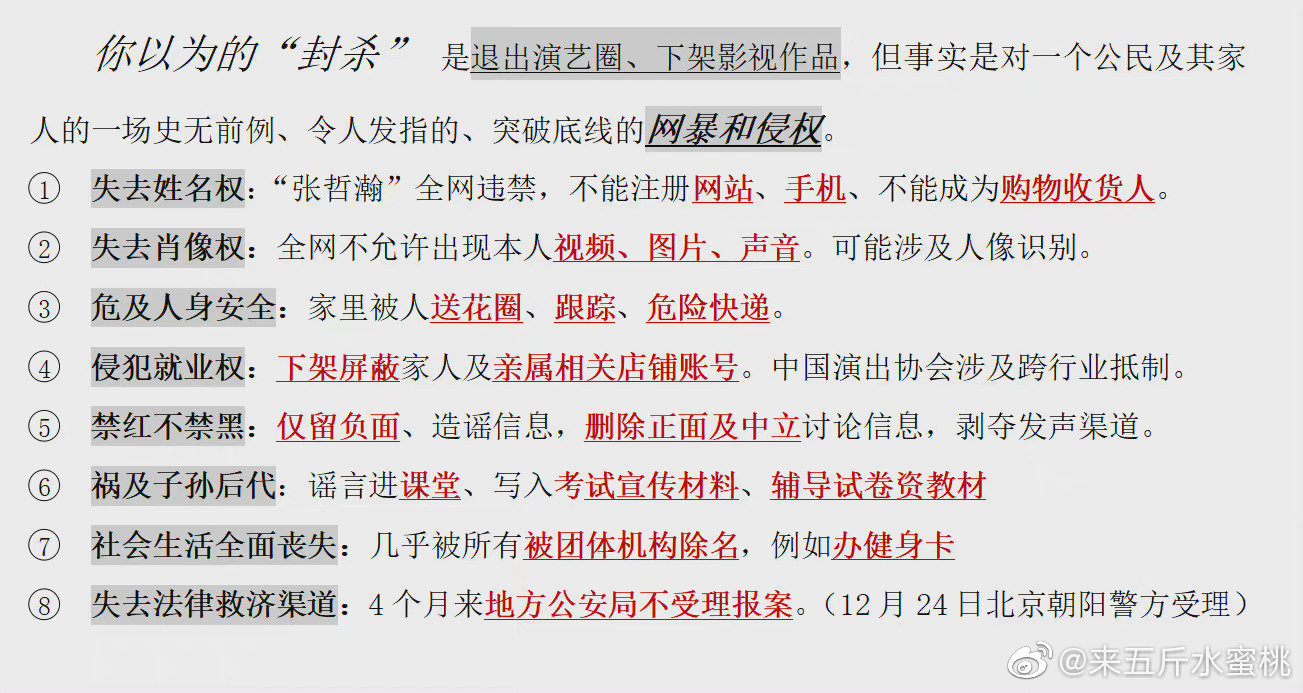 你以为的“封杀” 是退出演艺圈、下架影视作品，但事实是对一个公民及其家
人的一场史无前例、令人发指的、突破底线的网暴和侵权。
① 失去姓名权：“张哲瀚”全网违禁，不能注册网站、手机、不能成为购物收货人。
② 失去肖像权：全网不允许出现本人视频、图片、声音。可能涉及人像识别。
③ 危及人身安全：家里被人送花圈、跟踪、危险快递。
④ 侵犯就业权：下架屏蔽家人及亲属相关店铺账号。中国演出协会涉及跨行业抵制。
⑤ 禁红不禁黑：仅留负面、造谣信息，删除正面及中立讨论信息，剥夺发声渠道。
⑥ 祸及子孙后代：谣言进课堂、写入考试宣传材料、辅导试卷资教材
⑦ 社会生活全面丧失：几乎被所有被团体机构除名，例如办健身卡
⑧ 失去法律救济渠道：4 个月来地方公安局不受理报案。（12 月 24 日北京朝阳警方受理）
@来五斤水蜜桃